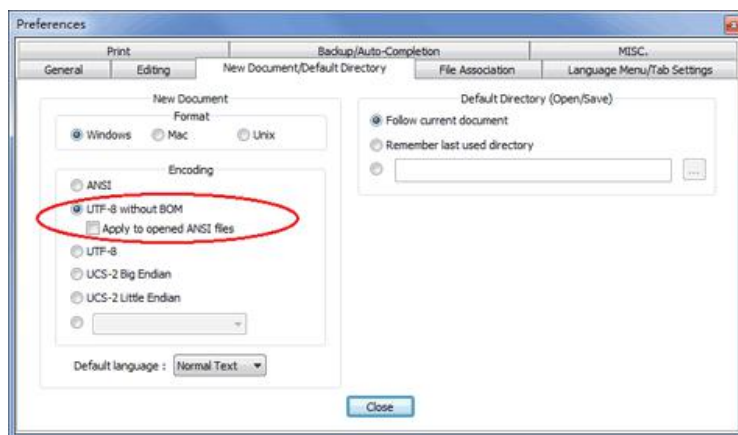 Preferences
Print
Backup/Auto-Completion
MISC.
General
Editing
New Document/Default Directory
File Association
Language Menu/Tab Settings
New Document
Format
Windows
Mac
Unix
Encoding
ANSI
UTF-8 without BOM
Apply to opened ANSI files
UTF-8
UCS-2 Big Endian
UCS-2 Little Endian
Default language :
Normal Text
Default Directory (Open/Save)
Follow current document
Remember last used directory
...
Close